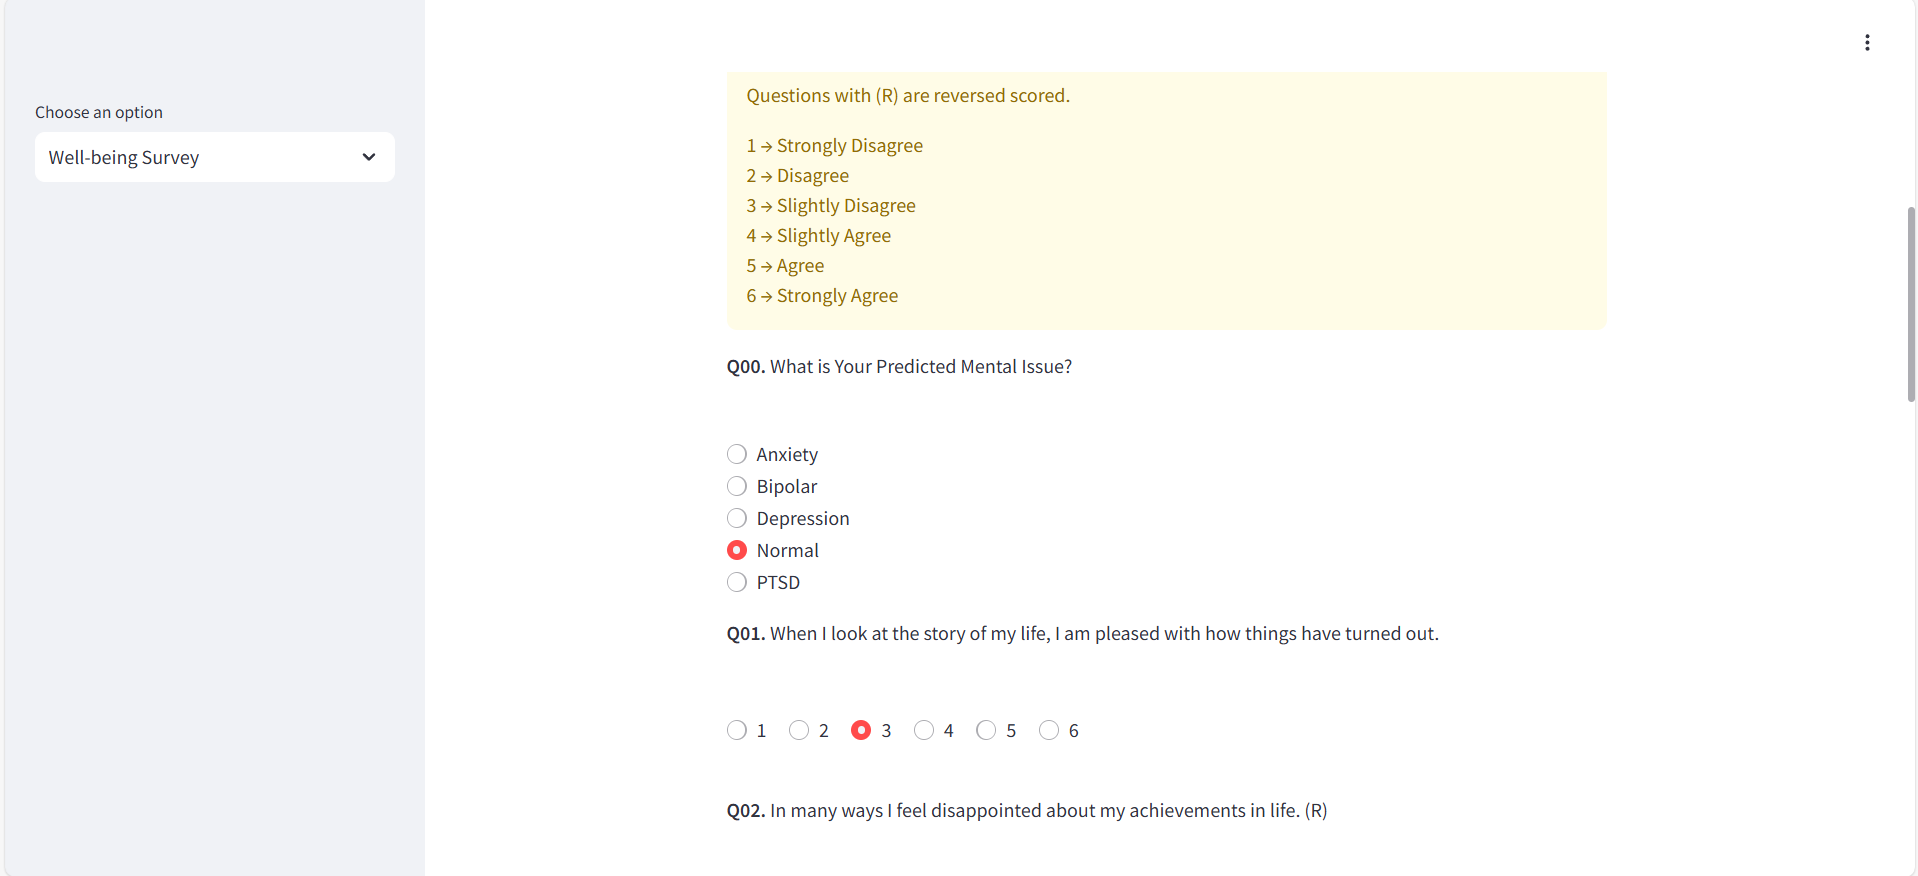 Choose an option
Well-being Survey
Questions with (R) are reversed scored.
1 → Strongly Disagree
2 → Disagree
3 → Slightly Disagree
4 → Slightly Agree
5 → Agree
6 → Strongly Agree
Q00. What is Your Predicted Mental Issue?
Anxiety
Bipolar
Depression
Normal
PTSD
Q01. When I look at the story of my life, I am pleased with how things have turned out.
1 2 3 4 5 6
Q02. In many ways I feel disappointed about my achievements in life. (R)